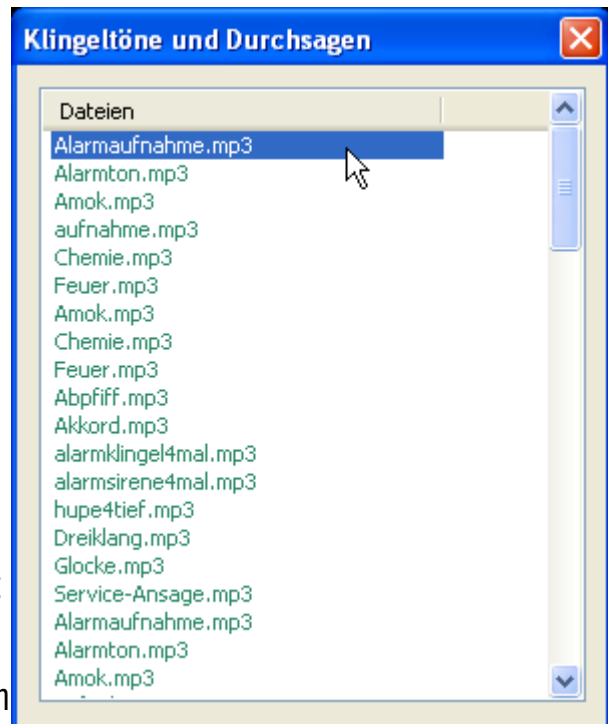 Klingeltöne und Durchsagen
Dateien
Alarmaufnahme.mp3
Alarmton.mp3
Amok.mp3
aufnahme.mp3
Chemie.mp3
Feuer.mp3
Amok.mp3
Chemie.mp3
Feuer.mp3
Abpfiff.mp3
Akkord.mp3
alarmklingel4mal.mp3
alarmsirene4mal.mp3
hupe4tief.mp3
Dreiklang.mp3
Glocke.mp3
Service-Ansage.mp3
Alarmaufnahme.mp3
Alarmton.mp3
Amok.mp3